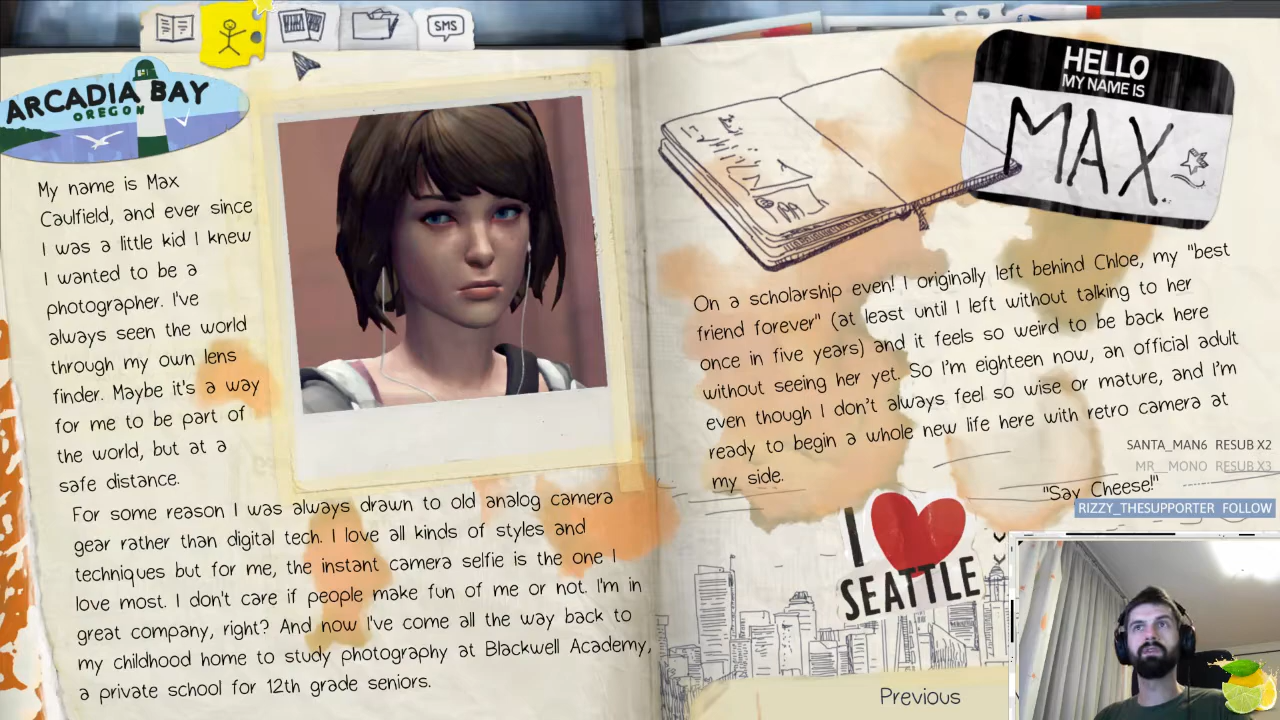 SMS
ARCADIA BAY
OREGON
My name is Max
Caulfield, and ever since
I was a little kid I knew
I wanted to be a
photographer. I've
always seen the world
through my own lens
finder. Maybe it's a way
for me to be part of
the world, but at a
safe distance.
For some reason I was always drawn to old analog camera
gear rather than digital tech. I love all kinds of styles and
techniques but for me, the instant camera selfie is the one I
love most. I don't care if people make fun of me or not. I'm in
great company, right? And now I've come all the way back to
my childhood home to study photography at Blackwell Academy,
a private school for 12th grade seniors.
HELLO
MY NAME IS
MAX
On a scholarship even! I originally left behind Chloe, my "best
friend forever" (at least until I left without talking to her
once in five years) and it feels so weird to be back here
without seeing her yet. So I'm eighteen now, an official adult
even though I don't always feel so wise or mature, and I'm
ready to begin a whole new life here with retro camera at
my side.
"Say Cheese!"
SANTA_MAN6 RESUB X2
MR__MONO RESUB X3
RIZZY_THESUPPORTER FOLLOW
I
SEATTLE
Previous